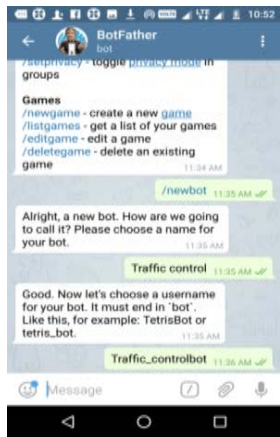 10:52
BotFather
bot
/setprivacy - toggle privacy mode in
groups
Games
/newgame - create a new game
/listgames - get a list of your games
/editgame - edit a game
/deletegame - delete an existing
game
11:34 AM
/newbot 11:35 AM
Alright, a new bot. How are we going
to call it? Please choose a name for
your bot.
11:35 AM
Traffic control 11:35 AM
Good. Now let's choose a username
for your bot. It must end in `bot`.
Like this, for example: TetrisBot or
tetris_bot.
11:35 AM
Traffic_controlbot 11:36 AM
Message